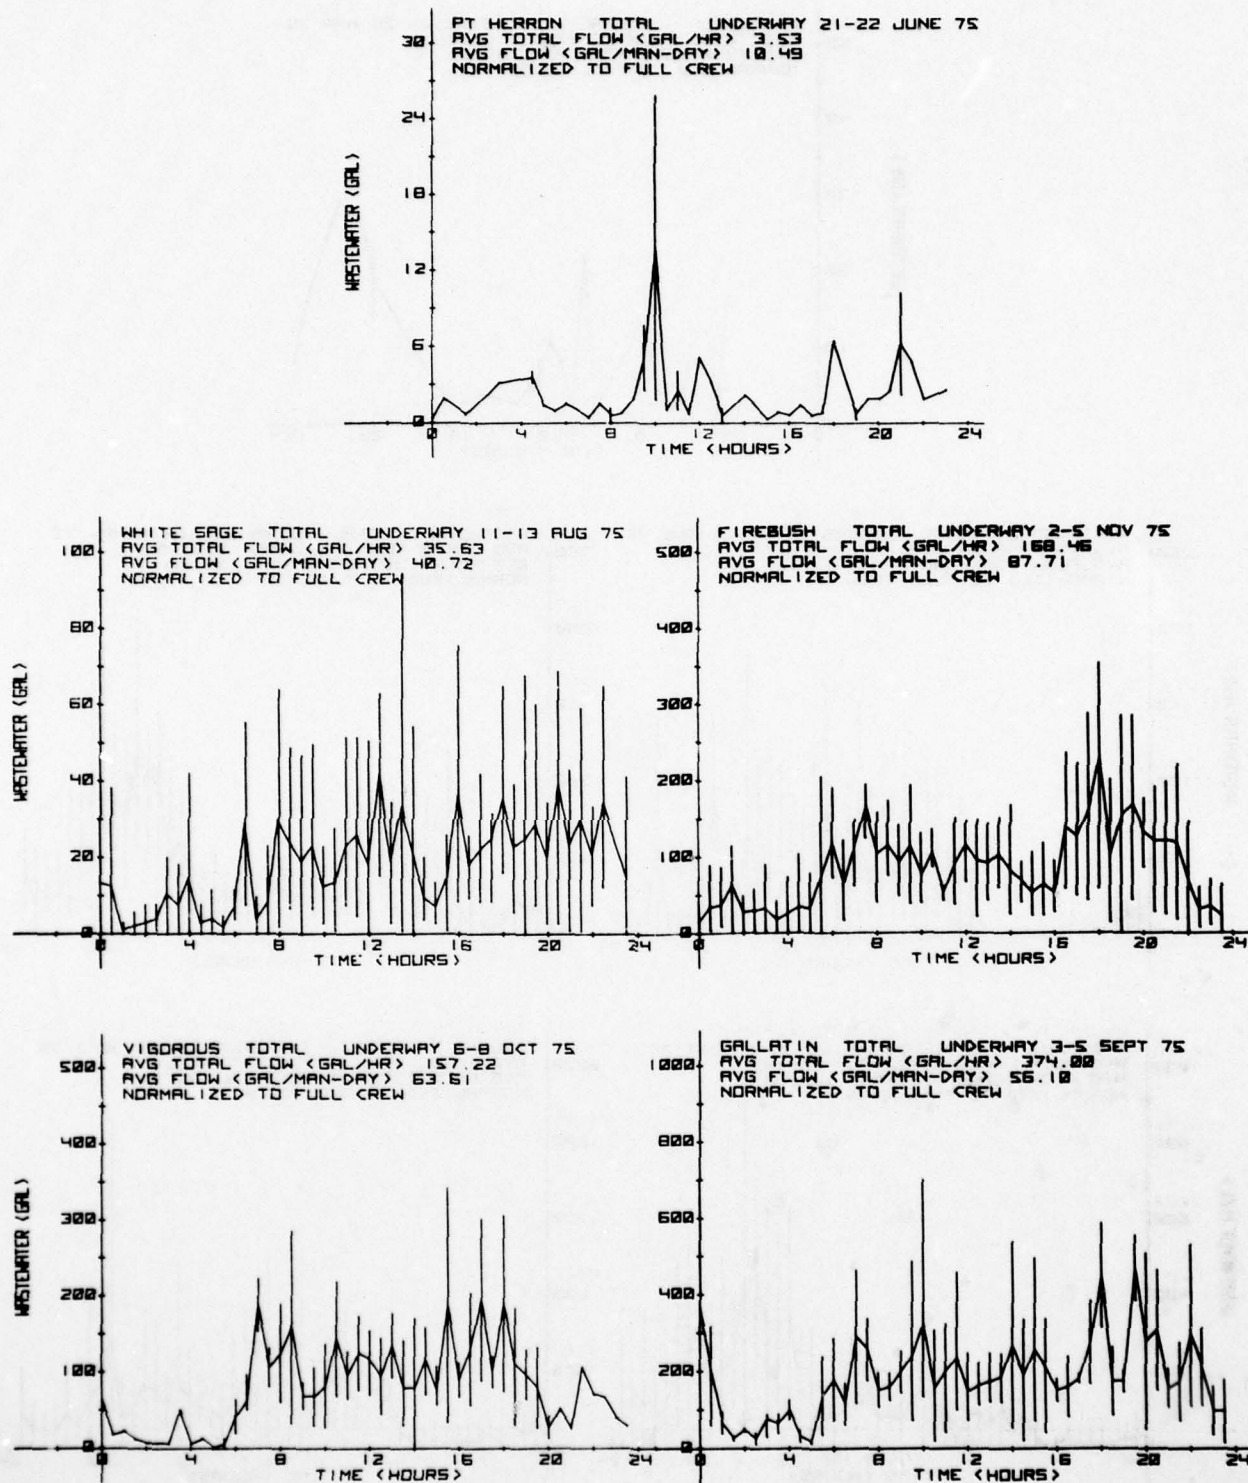 PT HERRON TOTAL UNDERWAY 21-22 JUNE 75
AVG TOTAL FLOW <GAL/HR> 3.53
AVG FLOW <GAL/MAN-DAY> 10.49
NORMALIZED TO FULL CREW
30
24
18
12
6
0
WASTEWATER <GAL>
0 4 8 12 16 20 24
TIME <HOURS>
WHITE SAGE TOTAL UNDERWAY 11-13 AUG 75
AVG TOTAL FLOW <GAL/HR> 35.63
AVG FLOW <GAL/MAN-DAY> 40.72
NORMALIZED TO FULL CREW
100
80
60
40
20
0
WASTEWATER <GAL>
0 4 8 12 16 20 24
TIME <HOURS>
FIREBUSH TOTAL UNDERWAY 2-5 NOV 75
AVG TOTAL FLOW <GAL/HR> 168.46
AVG FLOW <GAL/MAN-DAY> 87.71
NORMALIZED TO FULL CREW
500
400
300
200
100
0
0 4 8 12 16 20 24
TIME <HOURS>
VIGOROUS TOTAL UNDERWAY 6-8 OCT 75
AVG TOTAL FLOW <GAL/HR> 157.22
AVG FLOW <GAL/MAN-DAY> 63.61
NORMALIZED TO FULL CREW
500
400
300
200
100
0
WASTEWATER <GAL>
0 4 8 12 16 20 24
TIME <HOURS>
GALLATIN TOTAL UNDERWAY 3-5 SEPT 75
AVG TOTAL FLOW <GAL/HR> 374.00
AVG FLOW <GAL/MAN-DAY> 56.10
NORMALIZED TO FULL CREW
1000
800
600
400
200
0
0 4 8 12 16 20 24
TIME <HOURS>